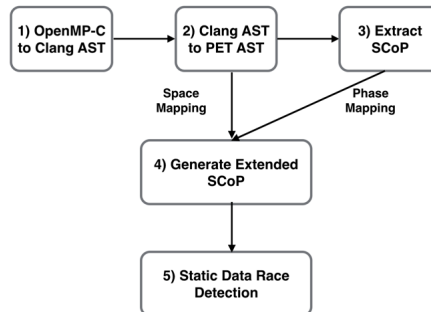 1) OpenMP-C
to Clang AST
2) Clang AST
to PET AST
3) Extract
SCoP
Space
Mapping
Phase
Mapping
4) Generate Extended
SCoP
5) Static Data Race
Detection